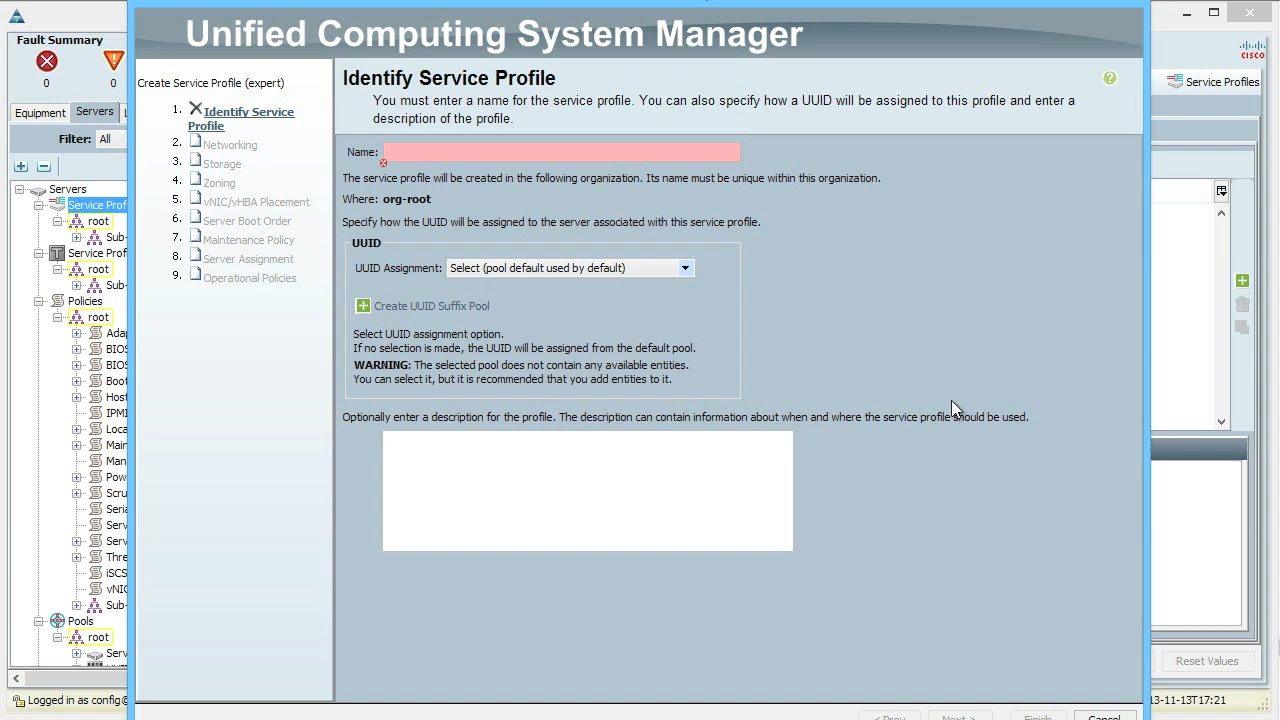 Unified Computing System Manager
Fault Summary
0
0
CISCO
Service Profiles
Equipment
Servers
Filter: All
Servers
Service Prof
root
Sub-
Service Prof
root
Sub-
Policies
root
Ada
BIO
BIO
Boot
Host
IPMI
Loca
Main
Man
Pow
Scru
Seria
Serv
Serv
Thre
iSCS
vNIC
Sub-
Pools
root
Serv
Logged in as config@
Create Service Profile (expert)
1. Identify Service
Profile
2. Networking
3. Storage
4. Zoning
5. vNIC/vHBA Placement
6. Server Boot Order
7. Maintenance Policy
8. Server Assignment
9. Operational Policies
Identify Service Profile
You must enter a name for the service profile. You can also specify how a UUID will be assigned to this profile and enter a
description of the profile.
Name:
The service profile will be created in the following organization. Its name must be unique within this organization.
Where: org-root
Specify how the UUID will be assigned to the server associated with this service profile.
UUID
UUID Assignment: Select (pool default used by default)
Create UUID Suffix Pool
Select UUID assignment option.
If no selection is made, the UUID will be assigned from the default pool.
WARNING: The selected pool does not contain any available entities.
You can select it, but it is recommended that you add entities to it.
Optionally enter a description for the profile. The description can contain information about when and where the service profile should be used.
< Prev
Next >
Finish
Cancel
Reset Values
13-11-13T17:21